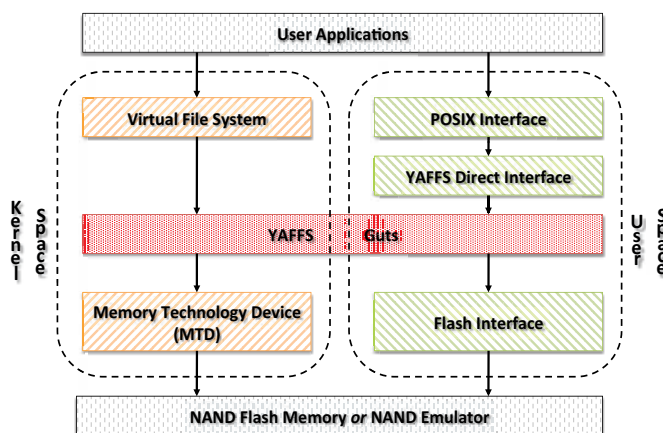 User Applications
Virtual File System
POSIX Interface
YAFFS Direct Interface
Kernel Space
YAFFS Guts
User Space
Memory Technology Device
(MTD)
Flash Interface
NAND Flash Memory or NAND Emulator